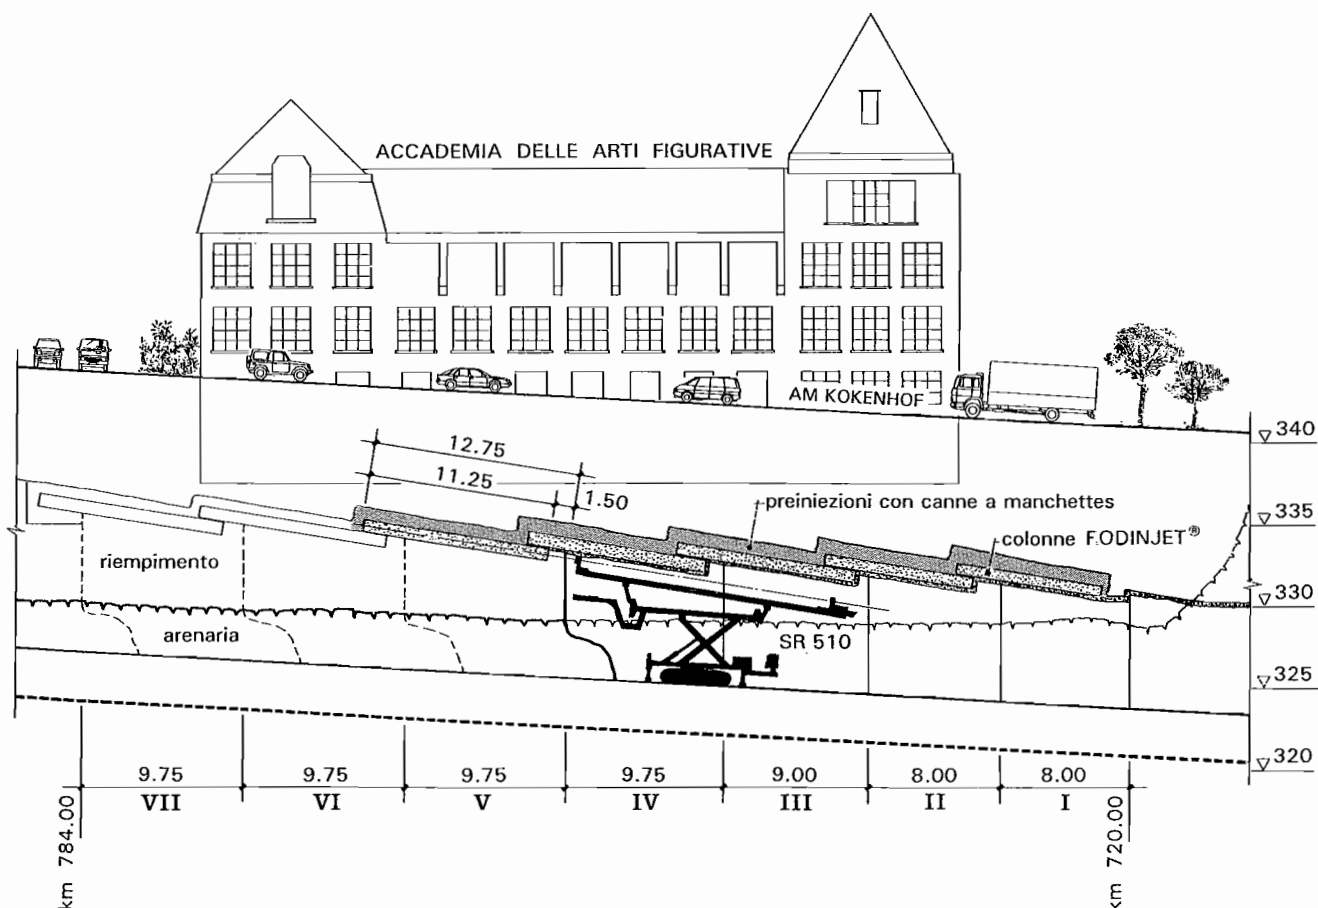 ACCADEMIA DELLE ARTI FIGURATIVE
AM KOKENHOF
340
12.75
11.25
1.50
preiniezioni con canne a manchettes
335
colonne F.ODINJET®
riempimento
330
arenaria
SR 510
325
320
9.75
9.75
9.75
9.75
9.00
8.00
8.00
VII
VI
V
IV
III
II
I
km 784.00
km 720.00